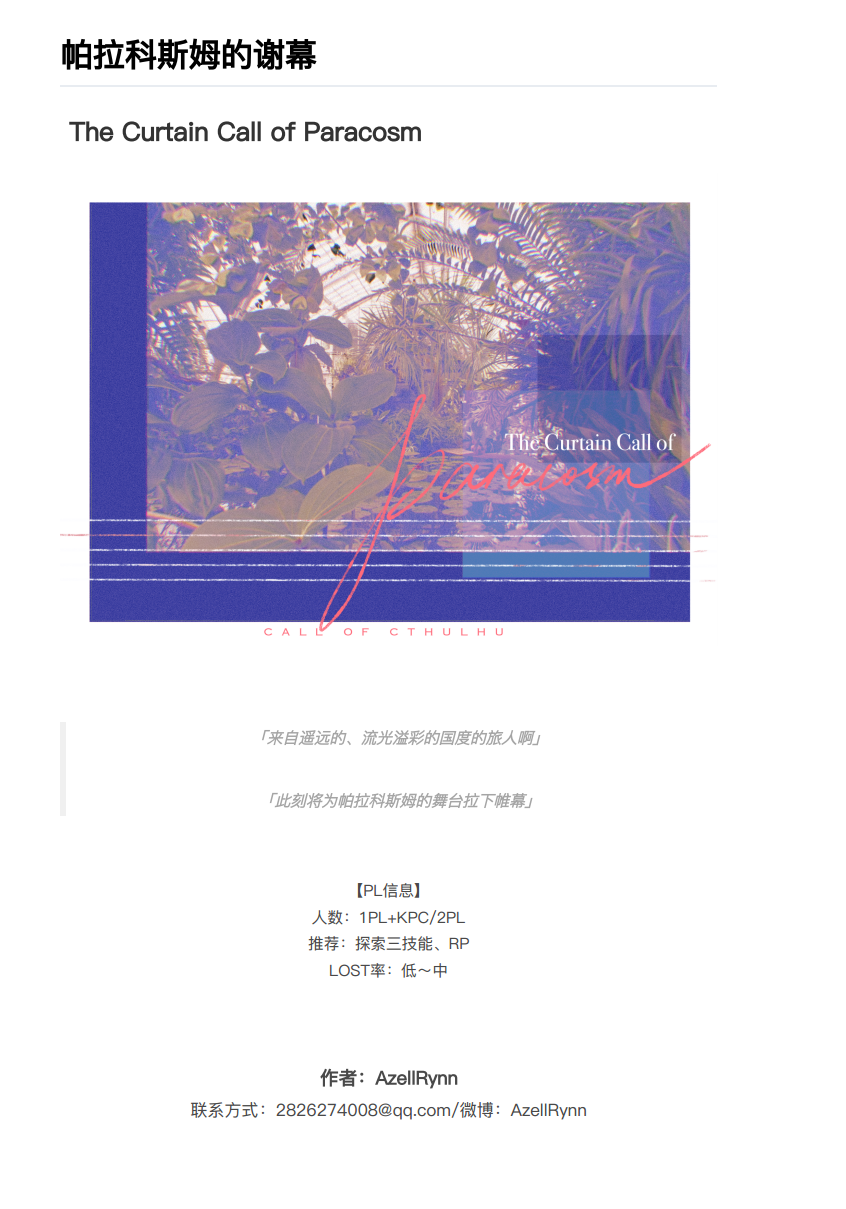 帕拉科斯姆的谢幕
The Curtain Call of Paracosm
The Curtain Call of
Paracosm
CALL OF CTHULHU
「来自遥远的、流光溢彩的国度的旅人啊」
「此刻将为帕拉科斯姆的舞台拉下帷幕」
【PL信息】
人数：1PL+KPC/2PL
推荐：探索三技能、RP
LOST率：低～中
作者：AzellRynn
联系方式：2826274008@qq.com/微博：AzellRynn